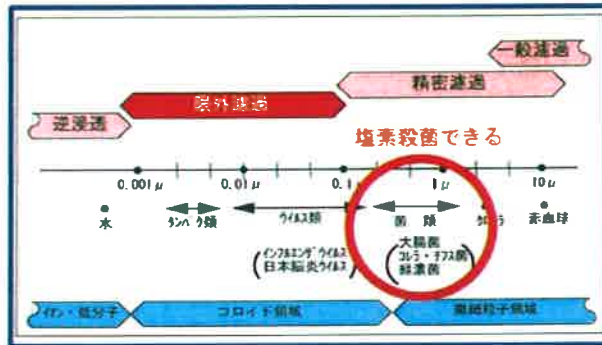 一般濾過
精密濾過
限外濾過
逆浸透
塩素殺菌できる
0.001μ 0.01μ 0.1μ 1μ 10μ
水 タンパク類 ウイルス類 菌 類 赤血球
(インフルエンザウイルス
日本脳炎ウイルス)
(大腸菌
コレラ・チフス菌
緑膿菌)
イオン・低分子 コロイド領域 微細粒子領域